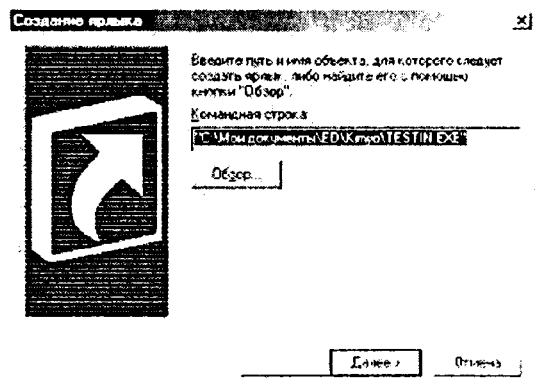 Создание ярлыка
Введите путь и имя объекта, для которого следует
создать ярлык, либо найдите его с помощью
кнопки "Обзор".
Командная строка:
"C:\Мои документы\ED\Kimро\TESTIN.EXE"
Обзор...
Далее >
Отмена